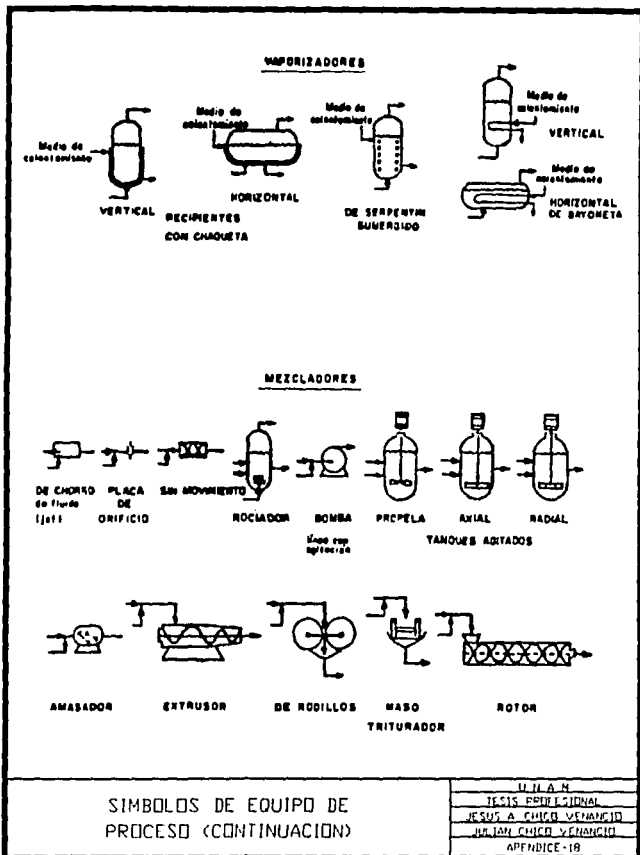 VAPORIZADORES
Medio de
calentamiento
VERTICAL
Medio de
calentamiento
HORIZONTAL
RECIPIENTES
CON CHAQUETA
Medio de
calentamiento
DE SERPENTIN
SUMERGIDO
Medio de
calentamiento
VERTICAL
Medio de
calentamiento
HORIZONTAL
DE BAYONETA
MEZCLADORES
DE CHORRO
de fluido
(jet)
PLACA
DE
ORIFICIO
SIN MOVIMIENTO
ROCIADOR
BOMBA
línea con
agitacion
PROPELA
AXIAL
RADIAL
TANQUES AGITADOS
AMASADOR
EXTRUSOR
DE RODILLOS
MASO
TRITURADOR
ROTOR
SIMBOLOS DE EQUIPO DE
PROCESO (CONTINUACION)
U N A M
TESIS PROFESIONAL
JESUS A. CHICO VENANCIO
JULIAN CHICO VENANCIO
APENDICE-18